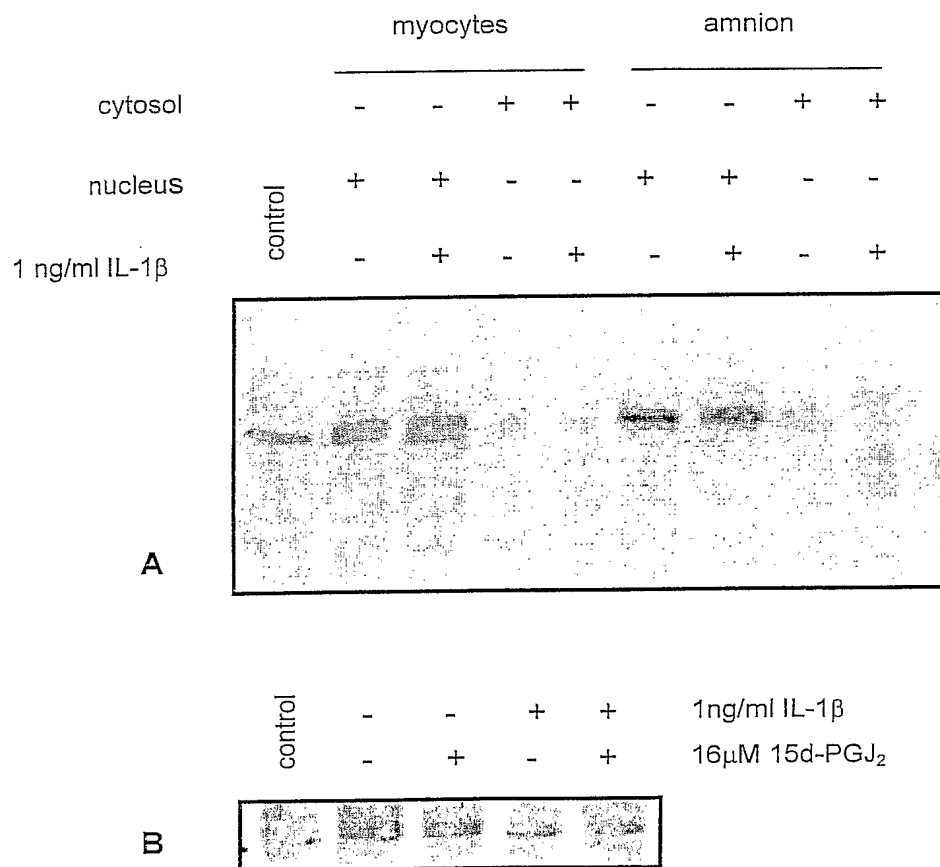 myocytes amnion
cytosol - - + + - - + +
nucleus + + - - + + - -
control
1 ng/ml IL-1β - + - + - + - +
A
control
- - + + 1ng/ml IL-1β
- + - + 16μM 15d-PGJ₂
B